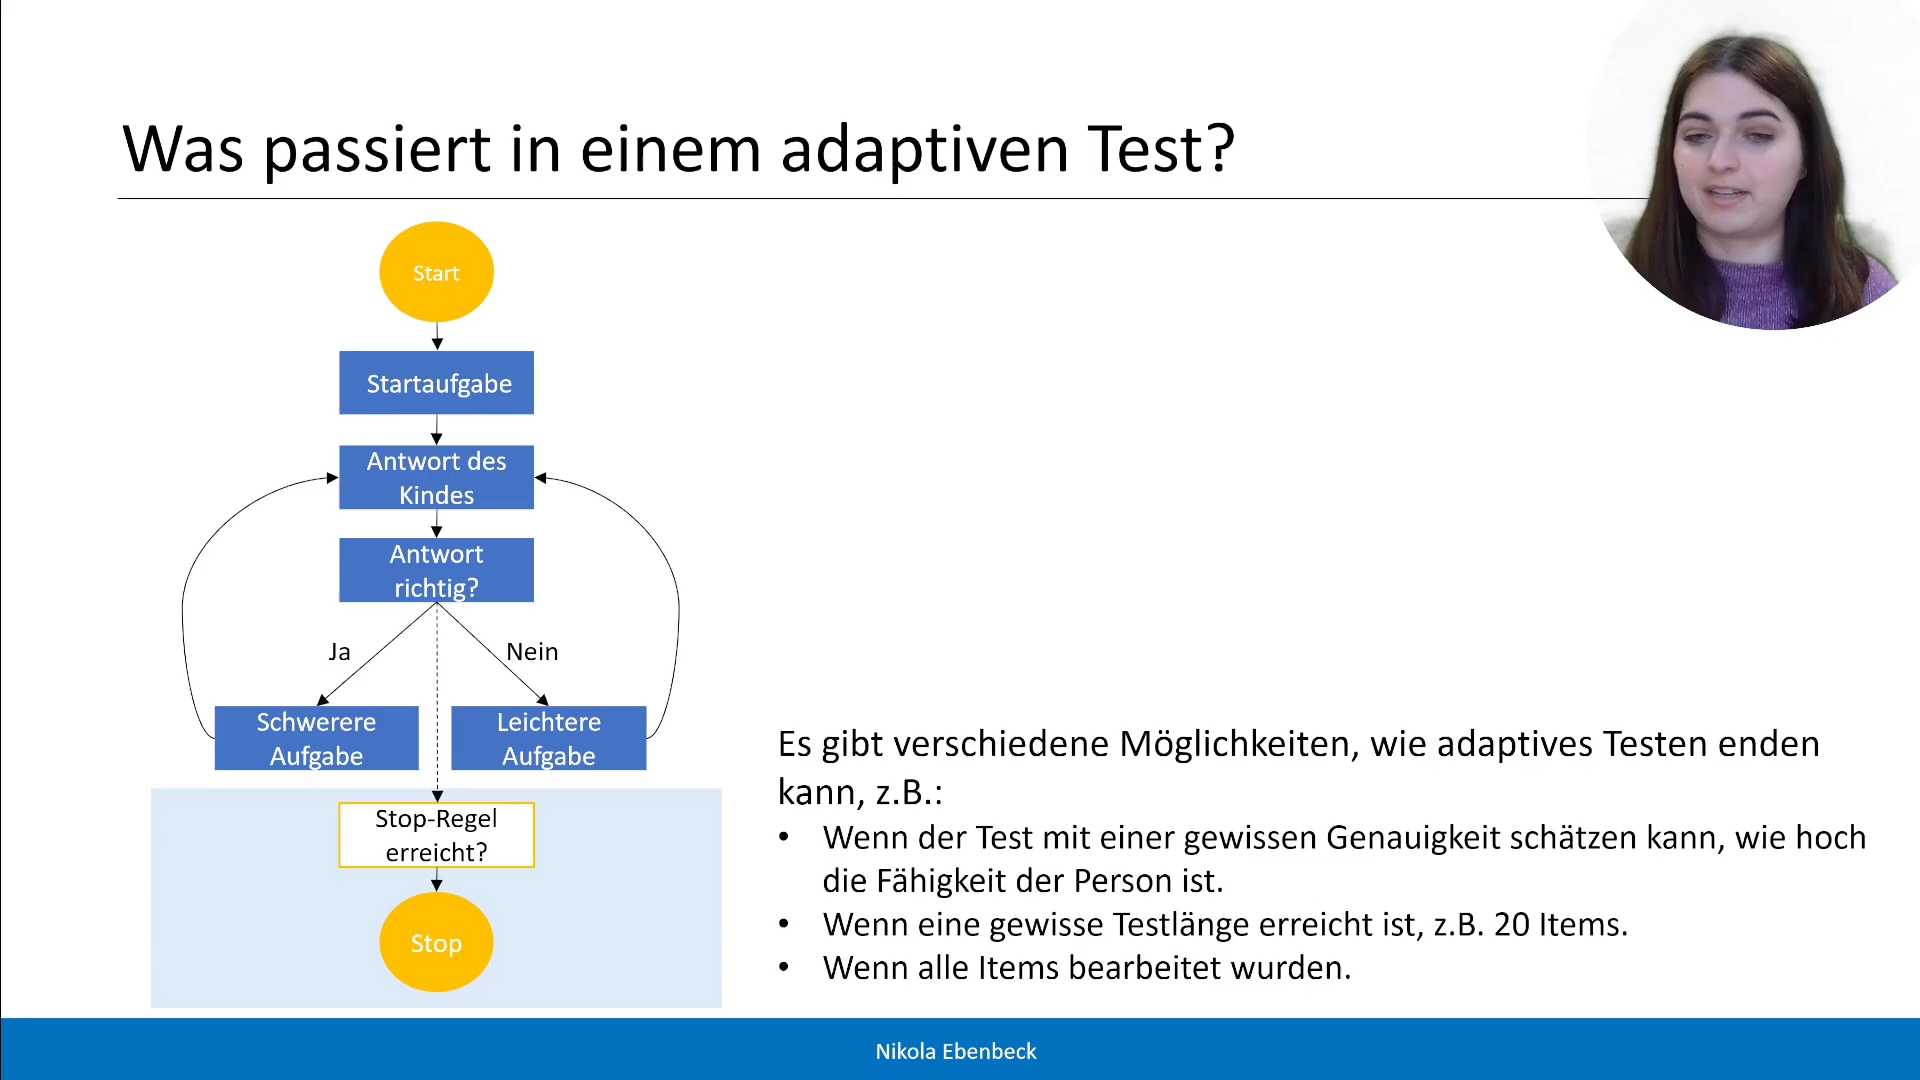 Was passiert in einem adaptiven Test?
Start
Startaufgabe
Antwort des
Kindes
Antwort
richtig?
Ja
Nein
Schwerere
Aufgabe
Leichtere
Aufgabe
Stop-Regel
erreicht?
Stop
Es gibt verschiedene Möglichkeiten, wie adaptives Testen enden
kann, z.B.:
• Wenn der Test mit einer gewissen Genauigkeit schätzen kann, wie hoch
die Fähigkeit der Person ist.
• Wenn eine gewisse Testlänge erreicht ist, z.B. 20 Items.
• Wenn alle Items bearbeitet wurden.
Nikola Ebenbeck